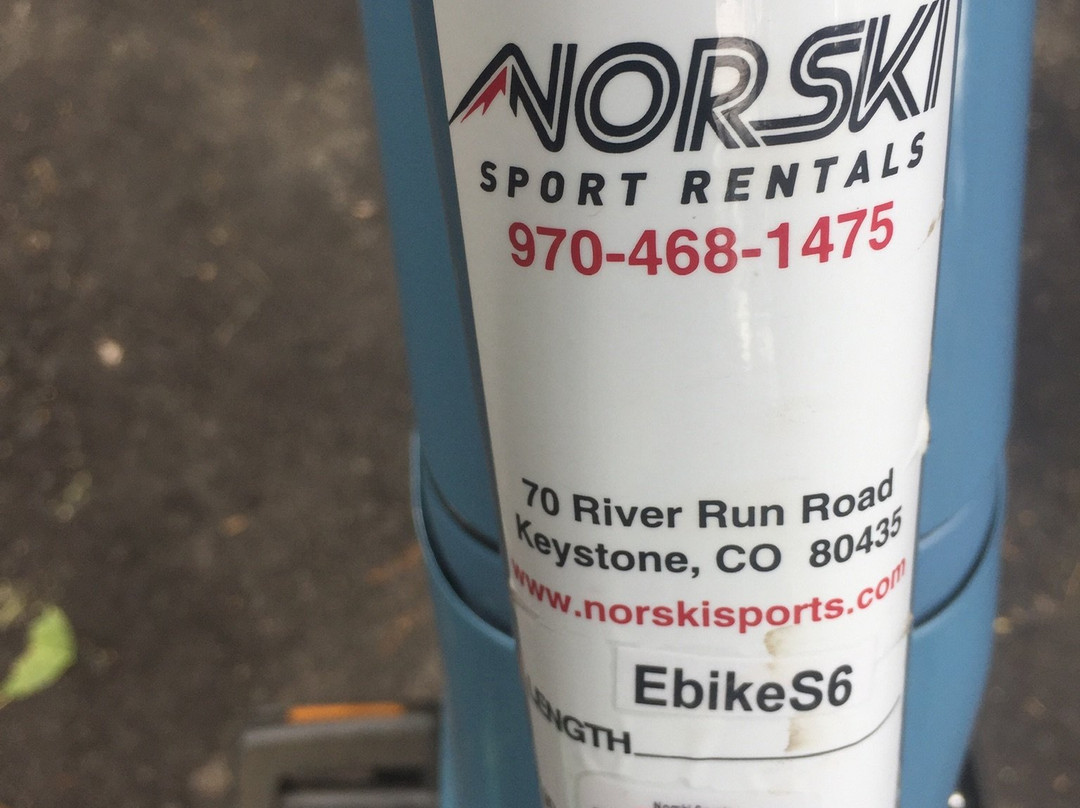 NORSKI
SPORT RENTALS
970-468-1475
70 River Run Road
Keystone, CO 80435
www.norskisports.com
EbikeS6
LENGTH